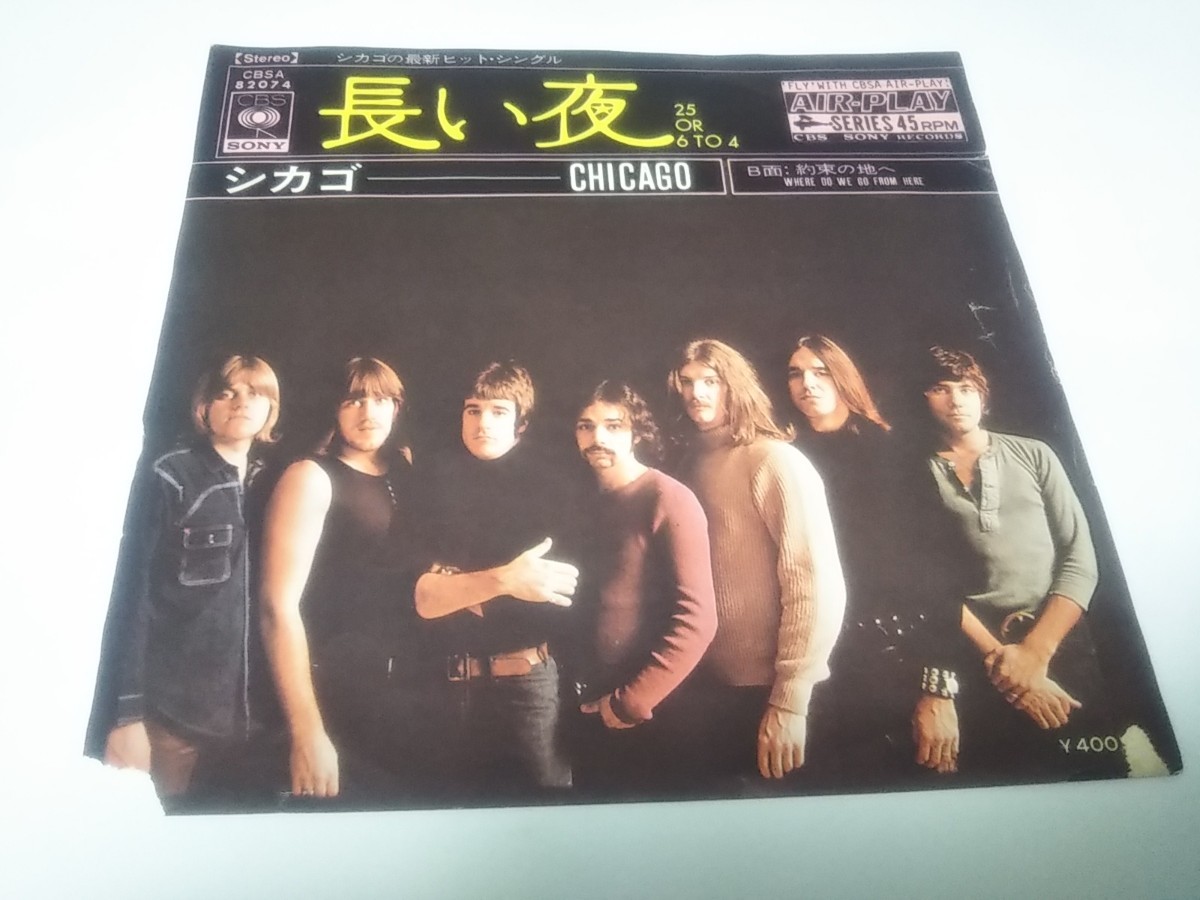 【Stereo】
シカゴの最新ヒット・シングル
CBSA
82074
CBS
SONY
長い夜
25
OR
6 TO 4
"FLY" WITH CBSA AIR-PLAY!
AIR-PLAY
SERIES 45 RPM
CBS SONY RECORDS
シカゴ
CHICAGO
B面:約束の地へ
WHERE DO WE GO FROM HERE
¥400